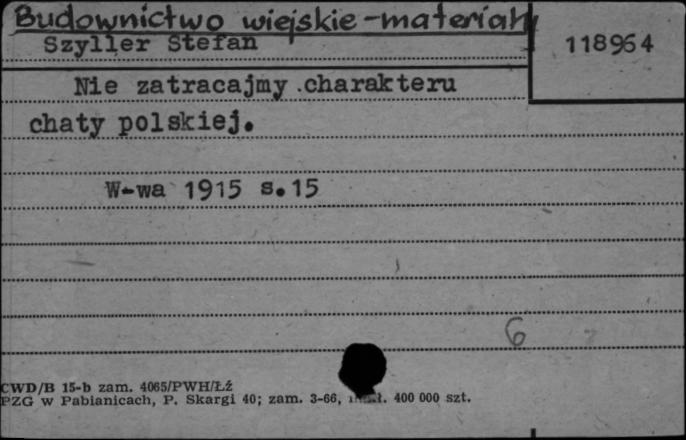 Budownictwo wiejskie - materiały
Szyller Stefan
118964
Nie zatracajmy charakteru
chaty polskiej.
W-wa 1915 s.15
6
CWD/B 15-b zam. 4065/PWH/Łż
PZG w Pabianicach, P. Skargi 40; zam. 3-66, 400 000 szt.